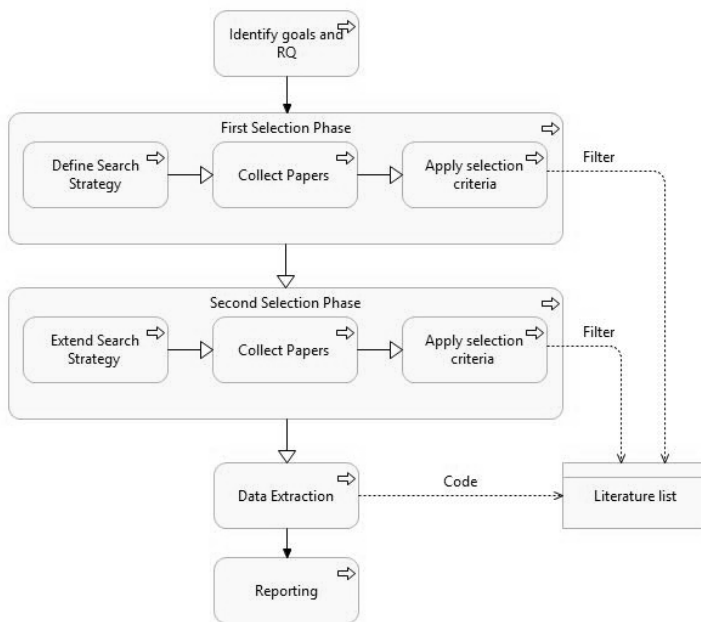 Identify goals and
RQ
First Selection Phase
Define Search
Strategy
Collect Papers
Apply selection
criteria
Filter
Second Selection Phase
Extend Search
Strategy
Collect Papers
Apply selection
criteria
Filter
Data Extraction
Code
Literature list
Reporting